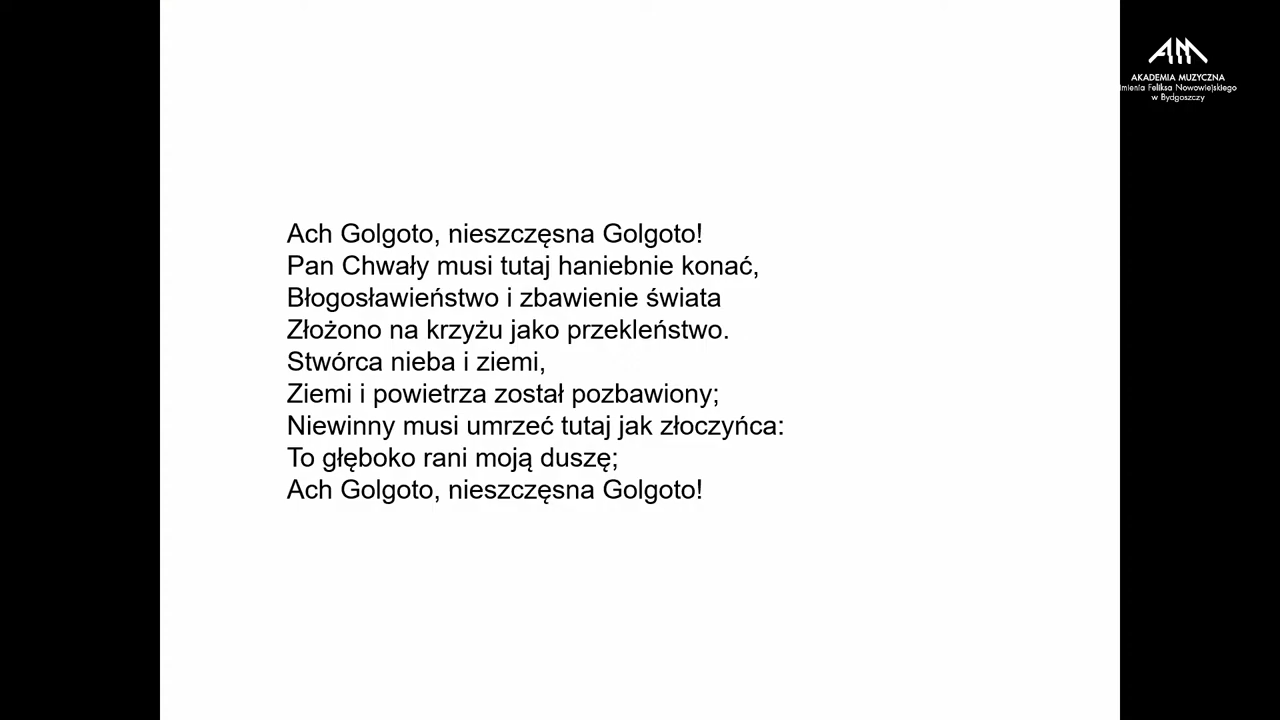 Ach Golgoto, nieszczęsna Golgoto!
Pan Chwały musi tutaj haniebnie konać,
Błogosławieństwo i zbawienie świata
Złożono na krzyżu jako przekleństwo.
Stwórca nieba i ziemi,
Ziemi i powietrza został pozbawiony;
Niewinny musi umrzeć tutaj jak złoczyńca:
To głęboko rani moją duszę;
Ach Golgoto, nieszczęsna Golgoto!
AM
AKADEMIA MUZYCZNA
imienia Feliksa Nowowiejskiego
w Bydgoszczy